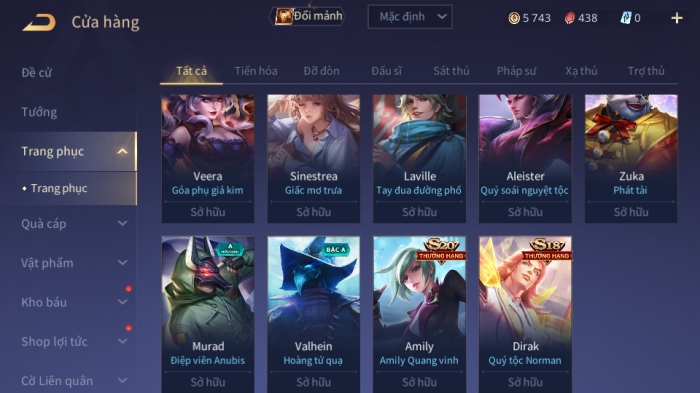 Cửa hàng
Đổi mảnh
Mặc định
5 743
438
0
Đề cử
Tướng
Trang phục
Trang phục
Quà cáp
Vật phẩm
Kho báu
Shop lợi tức
Cờ Liên quân
Tất cả
Tiến hóa
Đỡ đòn
Đấu sĩ
Sát thủ
Pháp sư
Xạ thủ
Trợ thủ
Veera
Góa phụ giả kim
Sở hữu
Sinestrea
Giấc mơ trưa
Sở hữu
Laville
Tay đua đường phố
Sở hữu
Aleister
Quỷ soái nguyệt tộc
Sở hữu
Zuka
Phát tài
Sở hữu
A
HỮU HẠN
Murad
Điệp viên Anubis
Sở hữu
BẬC A
Valhein
Hoàng tử quạ
Sở hữu
S20
THƯỞNG HẠNG
Amily
Amily Quang vinh
Sở hữu
S18
THƯỞNG HẠNG
Dirak
Quý tộc Norman
Sở hữu